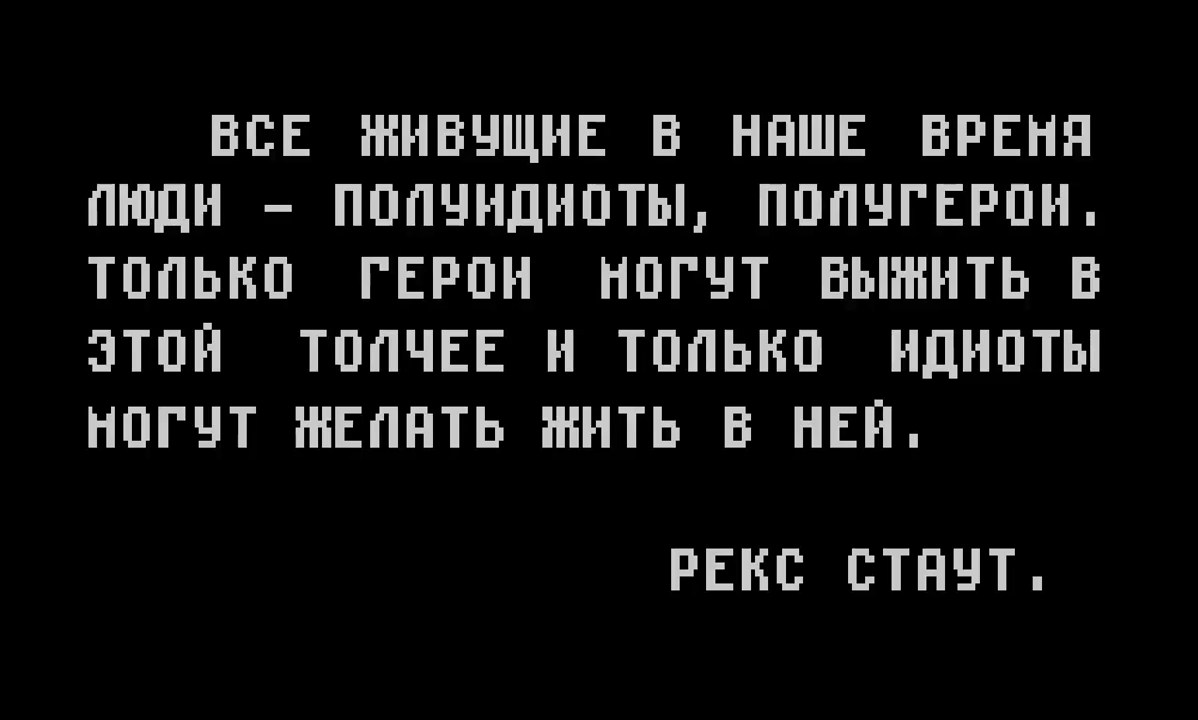 ВСЕ ЖИВУЩИЕ В НАШЕ ВРЕМЯ
ЛЮДИ – ПОЛУИДИОТЫ, ПОЛУГЕРОИ.
ТОЛЬКО ГЕРОИ МОГУТ ВЫЖИТЬ В
ЭТОЙ ТОЛЧЕЕ И ТОЛЬКО ИДИОТЫ
МОГУТ ЖЕЛАТЬ ЖИТЬ В НЕЙ.
РЕКС СТАУТ.